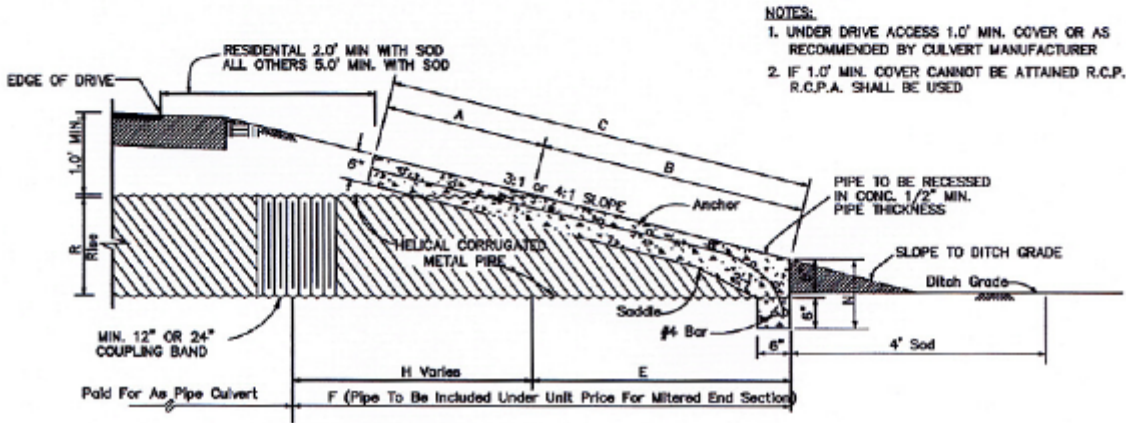 NOTES:
1. UNDER DRIVE ACCESS 1.0' MIN. COVER OR AS
RECOMMENDED BY CULVERT MANUFACTURER
2. IF 1.0' MIN. COVER CANNOT BE ATTAINED R.C.P.
R.C.P.A. SHALL BE USED
RESIDENTAL 2.0' MIN WITH SOD
ALL OTHERS 5.0' MIN. WITH SOD
EDGE OF DRIVE
A
C
B
1.0' MIN.
6"
3:1 or 4:1 SLOPE
Anchor
PIPE TO BE RECESSED
IN CONC. 1/2" MIN.
PIPE THICKNESS
R
Rise
HELICAL CORRUGATED
METAL PIRE
SLOPE TO DITCH GRADE
Ditch Grade
Saddle
N
6"
#4 Bar
MIN. 12" OR 24"
COUPLING BAND
6"
4' Sod
H Varies
E
Paid For As Pipe Culvert
F (Pipe To Be Included Under Unit Price For Mitered End Section)